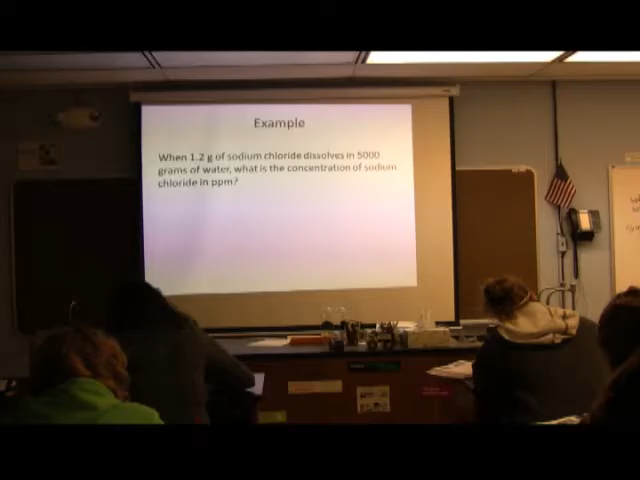 Example
When 1.2 g of sodium chloride dissolves in 5000
grams of water, what is the concentration of sodium
chloride in ppm?